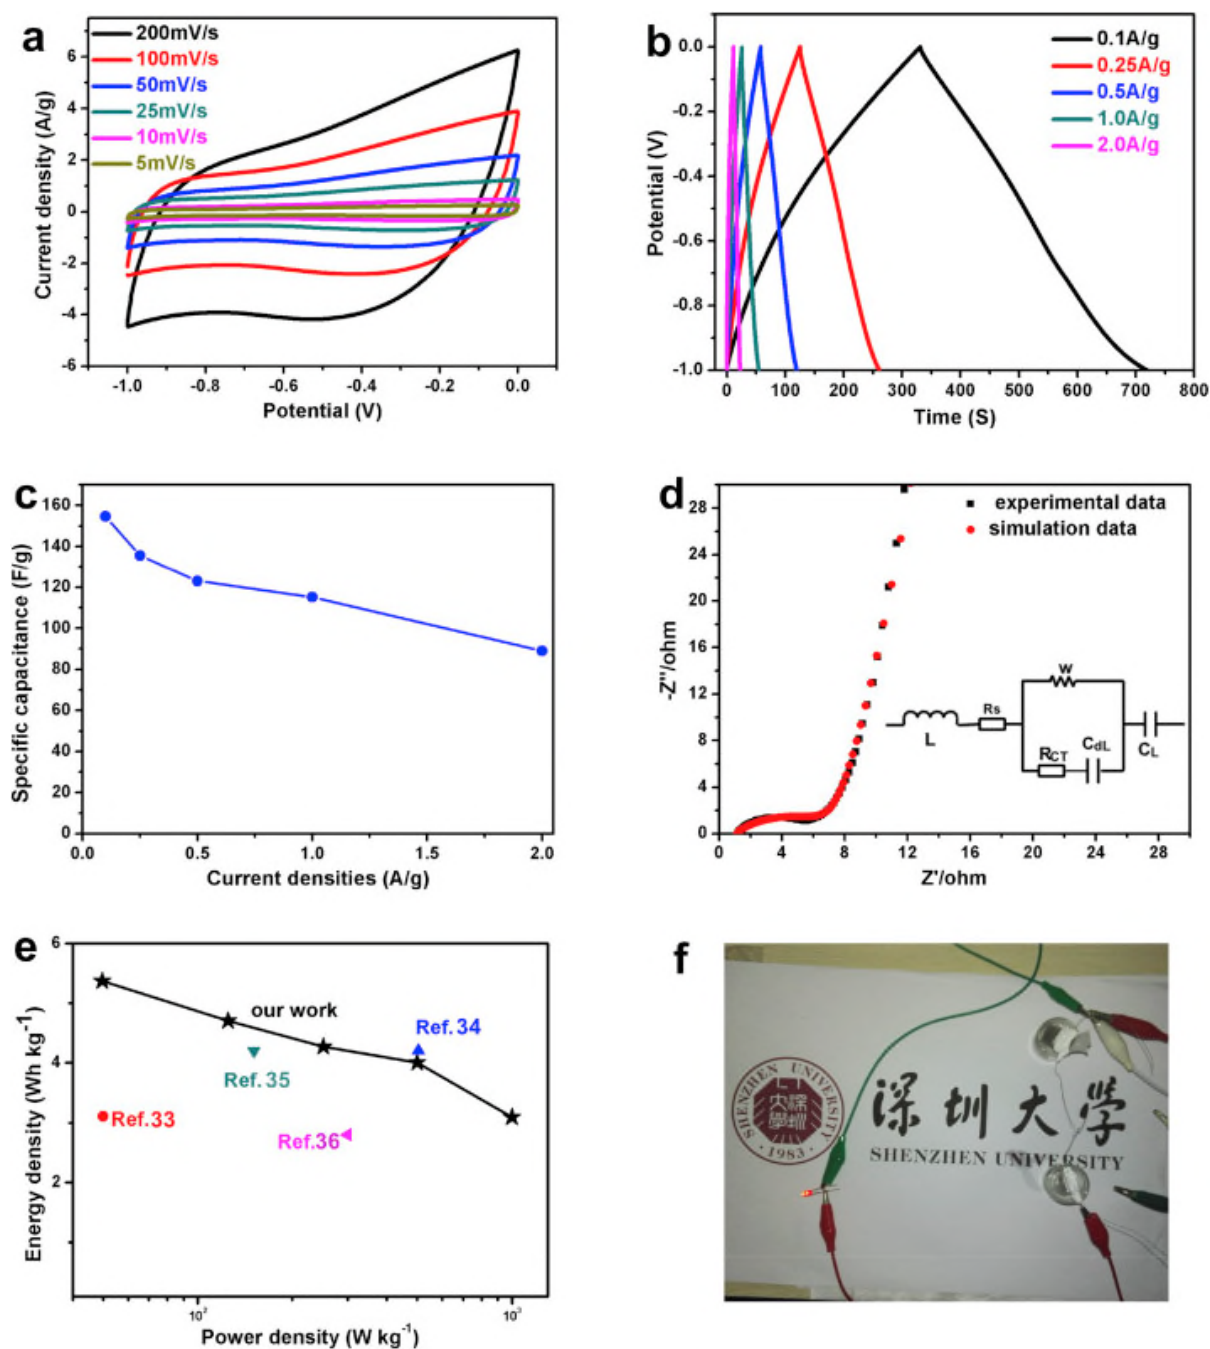 a
200mV/s
100mV/s
50mV/s
25mV/s
10mV/s
5mV/s
Current density (A/g)
6
4
2
0
-2
-4
-6
-1.0 -0.8 -0.6 -0.4 -0.2 0.0
Potential (V)
b
0.1A/g
0.25A/g
0.5A/g
1.0A/g
2.0A/g
Potential (V)
0.0
-0.2
-0.4
-0.6
-0.8
-1.0
0 100 200 300 400 500 600 700 800
Time (S)
c
Specific capacitance (F/g)
160
140
120
100
80
60
40
20
0
0.0 0.5 1.0 1.5 2.0
Current densities (A/g)
d
experimental data
simulation data
-Z''/ohm
28
24
20
16
12
8
4
0
L
Rs
W
RCT
CdL
CL
4 8 12 16 20 24 28
Z'/ohm
e
Energy density (Wh kg-1)
6
4
2
our work
Ref.34
Ref.35
Ref.33
Ref.36
10²
10³
Power density (W kg-1)
f
SHENZHEN UNIVERSITY
·1983·
深圳大学
SHENZHEN UNIVERSITY